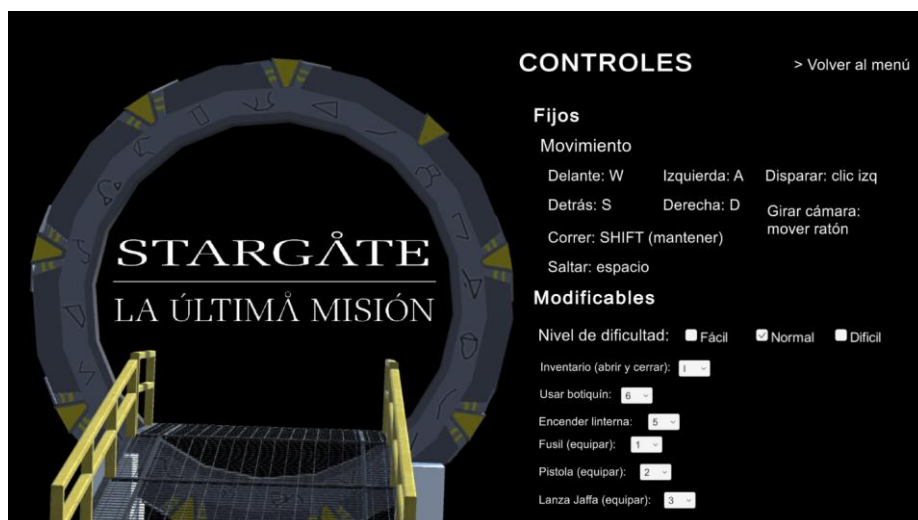 STARGÅTE
LA ÚLTIMÅ MISIÓN
CONTROLES
> Volver al menú
Fijos
Movimiento
Delante: W Izquierda: A Disparar: clic izq
Detrás: S Derecha: D Girar cámara:
mover ratón
Correr: SHIFT (mantener)
Saltar: espacio
Modificables
Nivel de dificultad: Fácil Normal Dificil
Inventario (abrir y cerrar): I
Usar botiquín: 6
Encender linterna: 5
Fusil (equipar): 1
Pistola (equipar): 2
Lanza Jaffa (equipar): 3